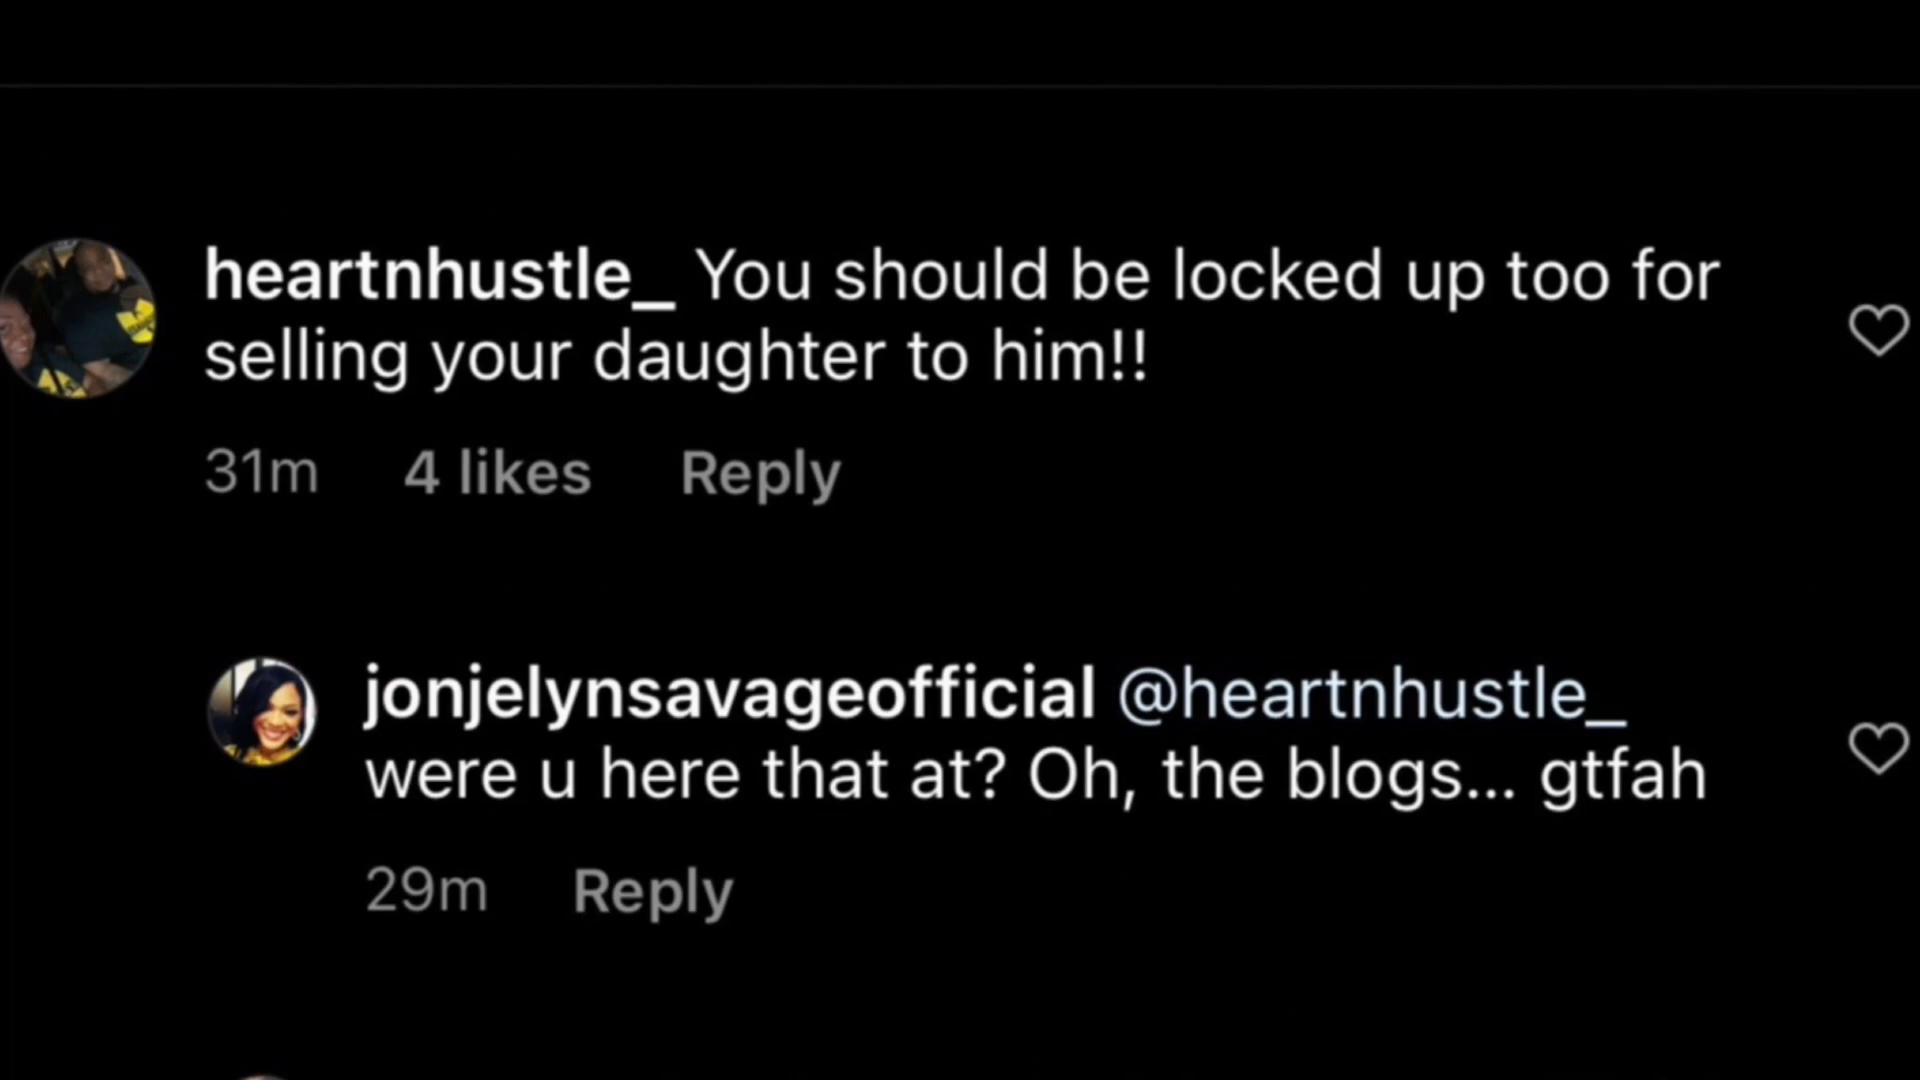 heartnhustle_ You should be locked up too for
selling your daughter to him!!
31m 4 likes Reply
jonjelynsavageofficial @heartnhustle_
were u here that at? Oh, the blogs... gtfah
29m Reply